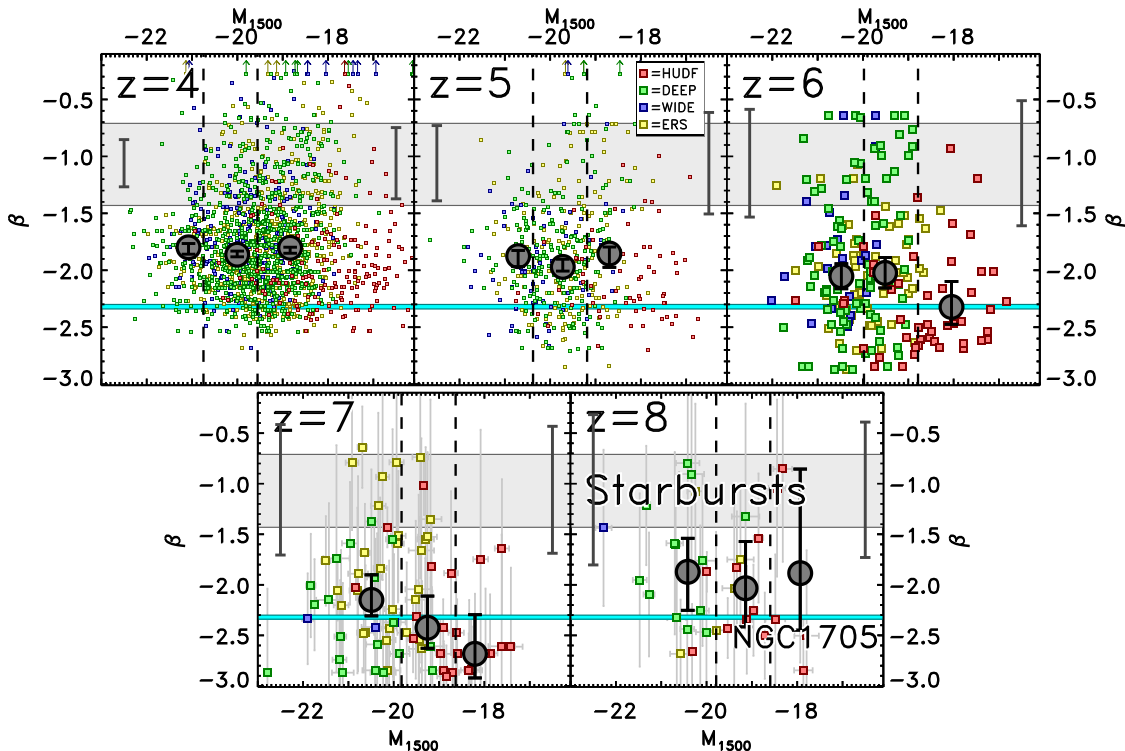 M1500 M1500 M1500
−22 −20 −18 −22 −20 −18 −22 −20 −18
z=4 z=5 z=6
=HUDF
=DEEP
=WIDE
=ERS
−0.5 −0.5
−1.0 −1.0
−1.5 −1.5
β β
−2.0 −2.0
−2.5 −2.5
−3.0 −3.0
z=7 z=8
−0.5 −0.5
−1.0 −1.0
Starbursts
−1.5 −1.5
β β
−2.0 −2.0
−2.5 NGC1705 −2.5
−3.0 −3.0
−22 −20 −18 −22 −20 −18
M1500 M1500